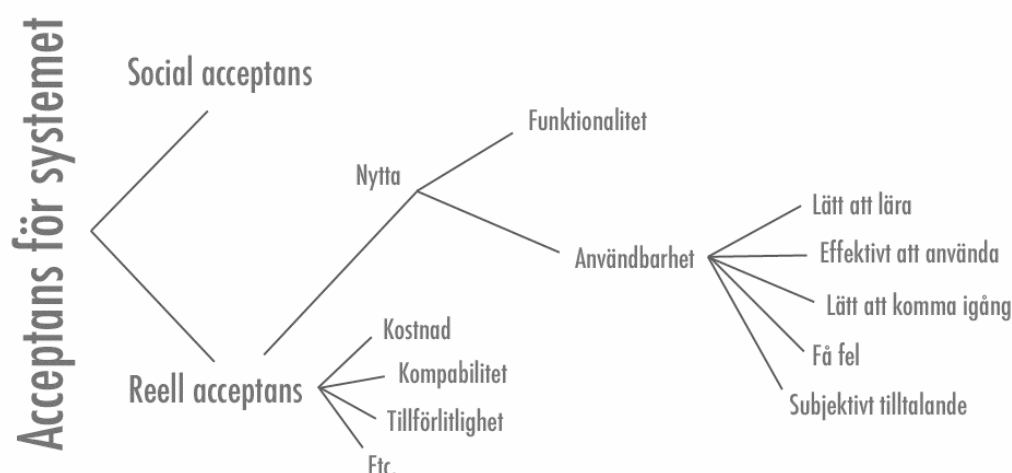 Acceptans för systemet
Social acceptans
Reell acceptans
Nytta
Funktionalitet
Användbarhet
Lätt att lära
Effektivt att använda
Lätt att komma igång
Få fel
Subjektivt tilltalande
Kostnad
Kompabilitet
Tillförlitlighet
Etc.